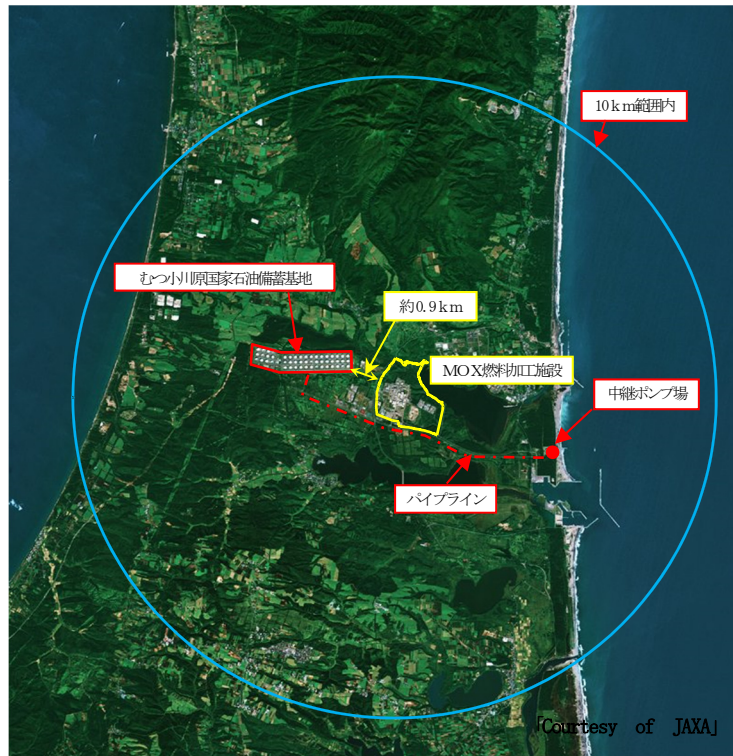 10ｋｍ範囲内
むつ小川原国家石油備蓄基地
約0.9ｋｍ
ＭＯＸ燃料加工施設
中継ポンプ場
パイプライン
「Courtesy of JAXA」